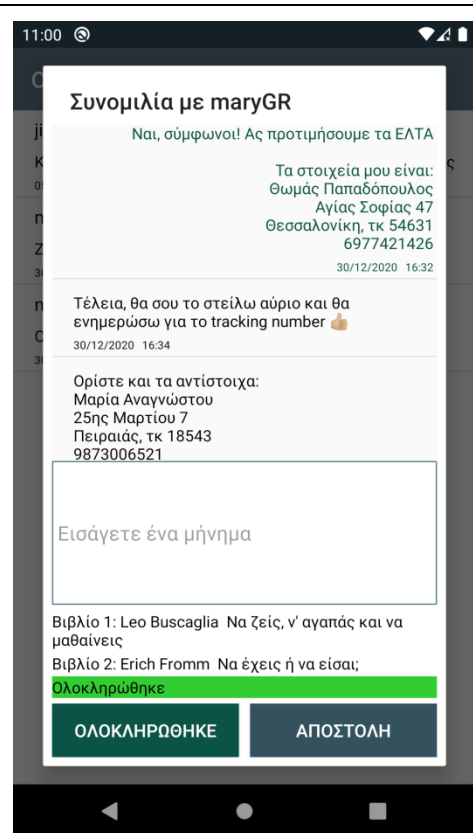 11:00
Συνομιλία με maryGR
Ναι, σύμφωνοι! Ας προτιμήσουμε τα ΕΛΤΑ
Τα στοιχεία μου είναι:
Θωμάς Παπαδόπουλος
Αγίας Σοφίας 47
Θεσσαλονίκη, τκ 54631
6977421426
30/12/2020 16:32
Τέλεια, θα σου το στείλω αύριο και θα
ενημερώσω για το tracking number 👍🏼
30/12/2020 16:34
Ορίστε και τα αντίστοιχα:
Μαρία Αναγνώστου
25ης Μαρτίου 7
Πειραιάς, τκ 18543
9873006521
Εισάγετε ένα μήνυμα
Βιβλίο 1: Leo Buscaglia Να ζείς, ν' αγαπάς και να
μαθαίνεις
Βιβλίο 2: Erich Fromm Να έχεις ή να είσαι;
Ολοκληρώθηκε
ΟΛΟΚΛΗΡΩΘΗΚΕ
ΑΠΟΣΤΟΛΗ